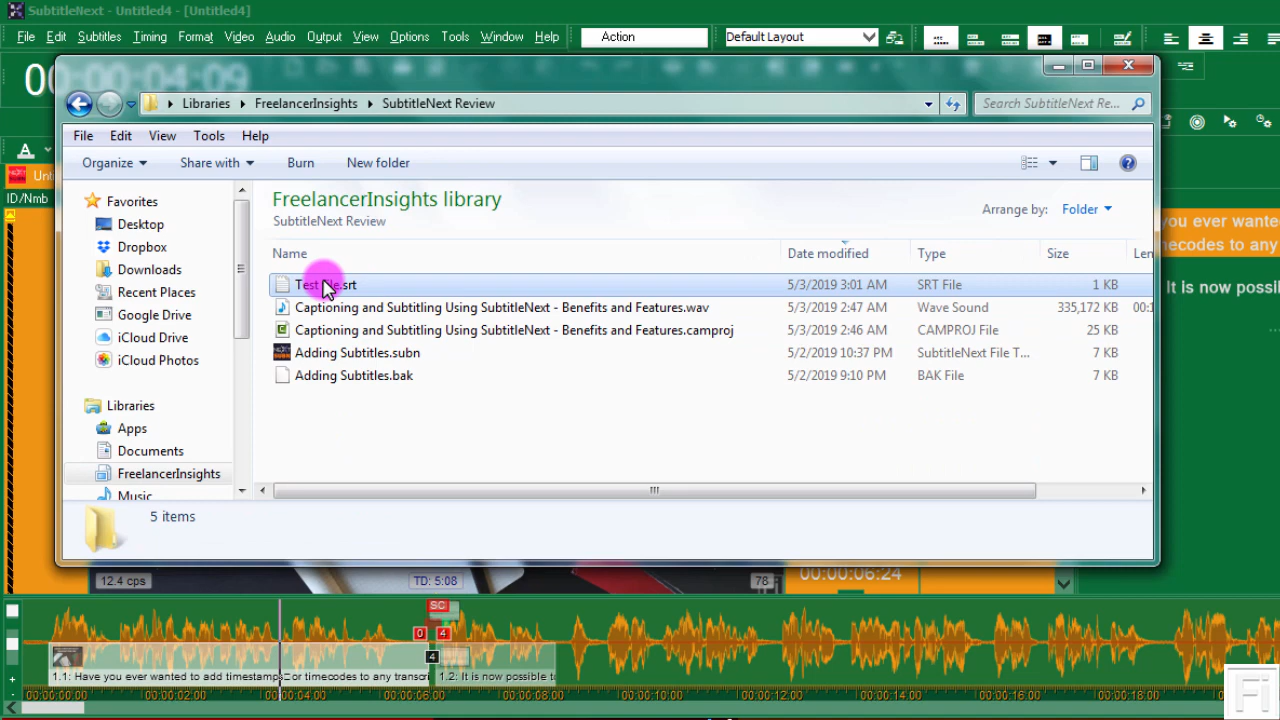 SubtitleNext - Untitled4 - [Untitled4]
File Edit Subtitles Timing Format Video Audio Output View Options Tools Window Help Action Default Layout
Libraries FreelancerInsights SubtitleNext Review Search SubtitleNext Re...
File Edit View Tools Help
Organize Share with Burn New folder
ID/Nmb
Favorites
Desktop
Dropbox
Downloads
Recent Places
Google Drive
iCloud Drive
iCloud Photos
Libraries
Apps
Documents
FreelancerInsights
Music
FreelancerInsights library
SubtitleNext Review
Arrange by: Folder
Name Date modified Type Size
Test .srt 5/3/2019 3:01 AM SRT File 1 KB
Captioning and Subtitling Using SubtitleNext - Benefits and Features.wav 5/3/2019 2:47 AM Wave Sound 335,172 KB
Captioning and Subtitling Using SubtitleNext - Benefits and Features.camproj 5/3/2019 2:46 AM CAMPROJ File 25 KB
Adding Subtitles.subn 5/2/2019 10:37 PM SubtitleNext File T... 7 KB
Adding Subtitles.bak 5/2/2019 9:10 PM BAK File 7 KB
5 items
you ever wante
necodes to any
It is now possi
12.4 cps TD: 5:08 78 00:00:06:24
SC
0 4
4
1.1: Have you ever wanted to add timestamps or timecodes to any transcri
1.2: It is now possible t
00:00:00:00 00:00:02:00 00:00:04:00 00:00:06:00 00:00:08:00 00:00:10:00 00:00:12:00 00:00:14:00 00:00:16:00 00:00:18:00
Fi